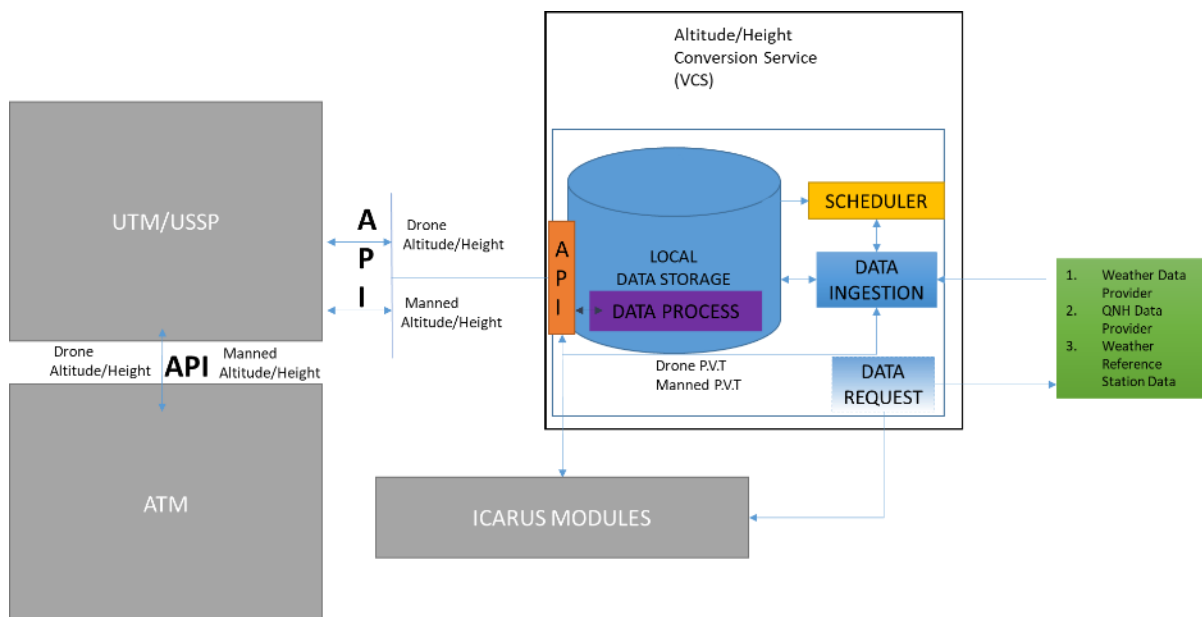 Altitude/Height
Conversion Service
(VCS)
UTM/USSP
A
P
I
Drone
Altitude/Height
Manned
Altitude/Height
A
P
I
LOCAL
DATA STORAGE
DATA PROCESS
SCHEDULER
DATA
INGESTION
Drone P.V.T
Manned P.V.T
DATA
REQUEST
1. Weather Data
Provider
2. QNH Data
Provider
3. Weather
Reference
Station Data
Drone
Altitude/Height
API
Manned
Altitude/Height
ATM
ICARUS MODULES